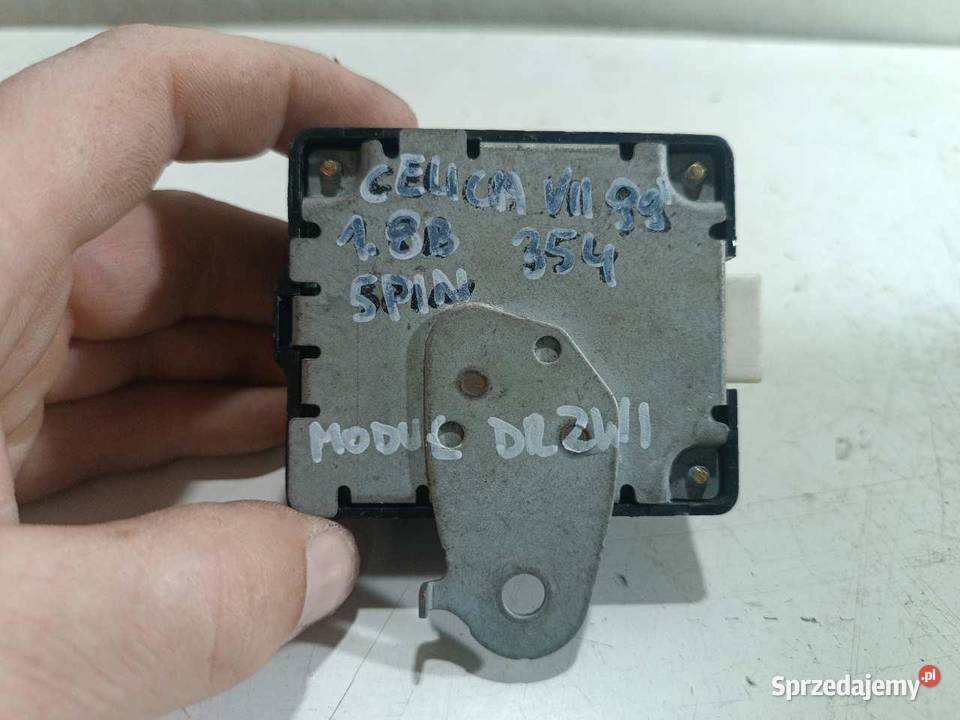 CELICA VII 99
1.8B 354
5PIN
MODUŁ DRZWI
Sprzedajemy.pl